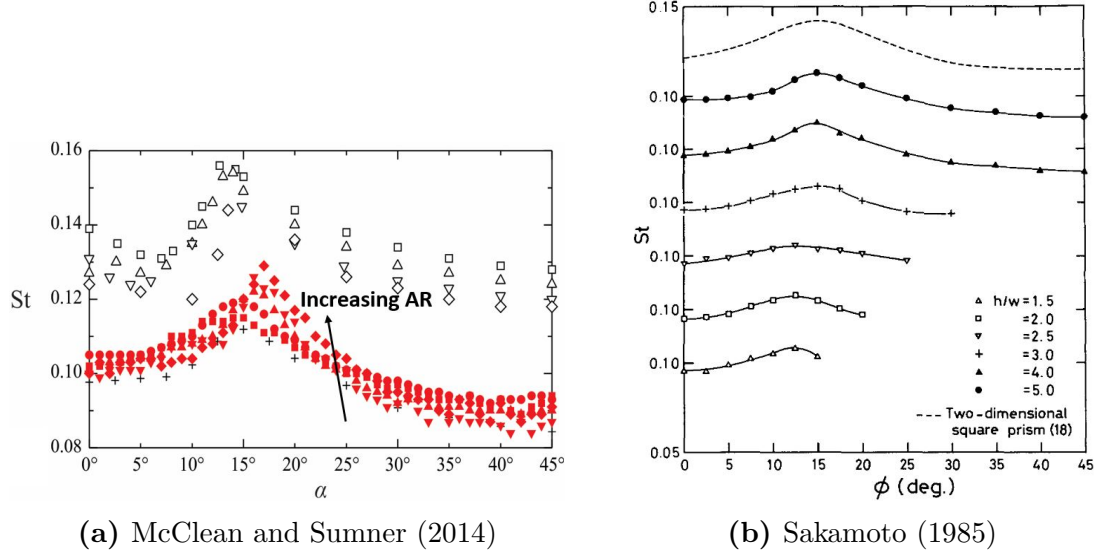 0.16
0.14
St
0.12
Increasing AR
0.10
0.08
0° 5° 10° 15° 20° 25° 30° 35° 40° 45°
α
(a) McClean and Sumner (2014)
0.15
0.10
0.10
0.10
St
0.10
0.10
h/w = 1.5
= 2.0
0.10
= 2.5
= 3.0
= 4.0
= 5.0
Two-dimensional
square prism (18)
0.05
0 5 10 15 20 25 30 35 40 45
ϕ (deg.)
(b) Sakamoto (1985)